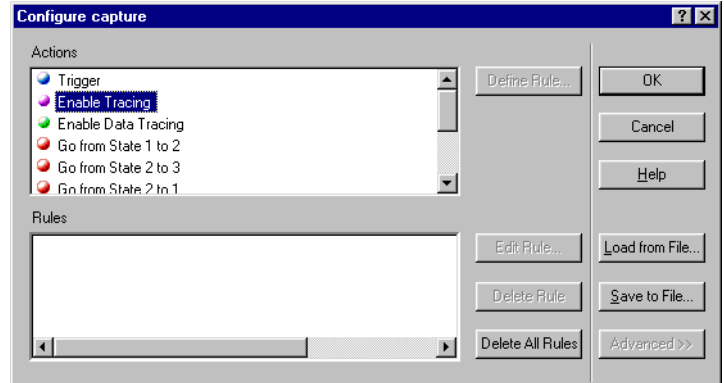 Configure capture
Actions
Trigger
Enable Tracing
Enable Data Tracing
Go from State 1 to 2
Go from State 2 to 3
Go from State 2 to 1
Define Rule...
OK
Cancel
Help
Rules
Edit Rule...
Delete Rule
Delete All Rules
Load from File...
Save to File...
Advanced >>